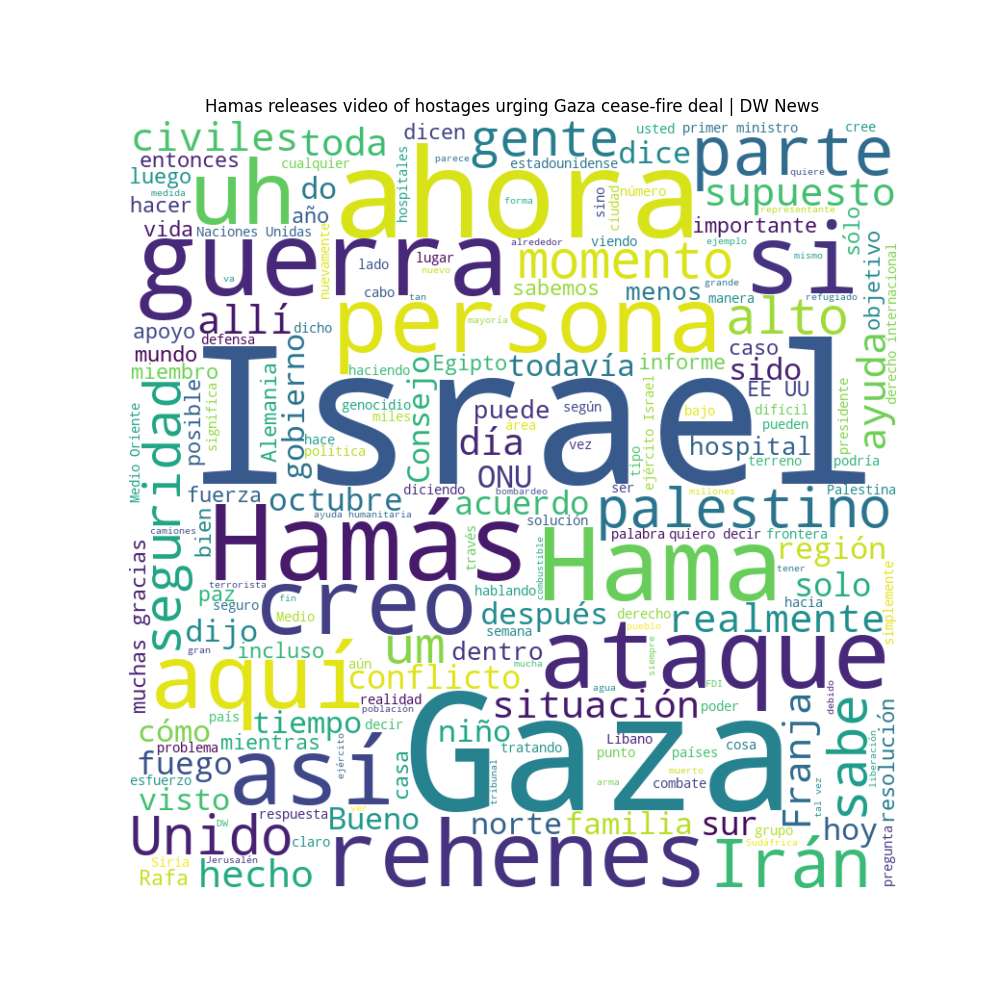 Hamas releases video of hostages urging Gaza cease-fire deal | DW News
civiles toda dicen gente usted primer ministro cree
entonces cualquier hospitales parece estadounidense dice parte quiere
luego medida uh do ahora forma sino ciudad número supuesto representante
hacer año vida Naciones Unidas nuevamente alrededor viendo importante ejemplo sólo objetivo
guerra lado lugar nuevo momento si mismo derecho internacional
va cabo tan sabemos menos manera grande refugiado
apoyo allí dicho persona mayoría alto ayuda
defensa mundo miembro gobierno haciendo Egipto todavía informe caso sido EE UU
Medio Oriente seguridad posible significa Alemania Israel genocidio miles Consejo puede según bajo difícil pueden presidente
hace política día área vez tipo ejército Israel hospital terreno podría
fuerza octubre diciendo ONU bombardeo ser millones Palestina
camiones bien ayuda humanitaria acuerdo solución palestino
Hamás través combustible Hama palabra quiero decir frontera región
muchas gracias terrorista paz seguro fin creo hablando tener solo simplemente
Medio después derecho hacia realmente
dijo gran incluso um semana dentro mucha pueblo siempre ataque
aquí aún conflicto agua FDI
cómo país tiempo realidad población decir situación poder debido
problema mientras niño tratando Líbano punto países cosa Franja sabe resolución
fuego esfuerzo así ejército casa Gaza tribunal muerto combate arma liberación tal vez
visto ver
DW respuesta Bueno norte familia sur grupo hoy pregunta
Unido claro Sudáfrica
Siria Jerusalén rehenes Irán
Rafa hecho